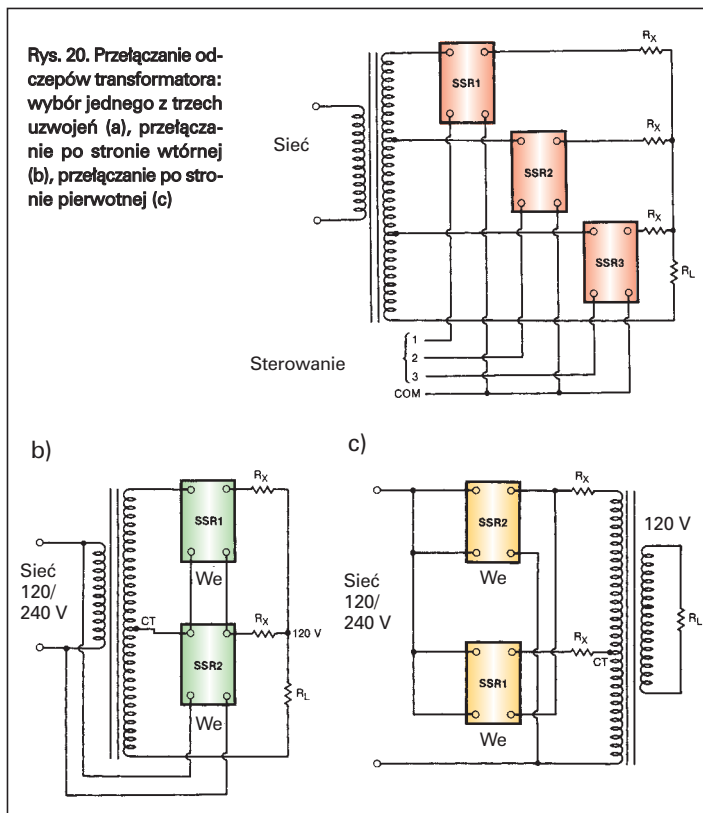 Rys. 20. Przełączanie od-
czepów transformatora:
wybór jednego z trzech
uzwojeń (a), przełącza-
nie po stronie wtórnej
(b), przełączanie po stro-
nie pierwotnej (c)
Sieć
SSR1
RX
SSR2
RX
SSR3
RX
RL
Sterowanie
1
2
3
COM
b)
Sieć
120/
240 V
SSR1
RX
We
CT
SSR2
RX
120 V
We
RL
c)
Sieć
120/
240 V
SSR2
RX
We
SSR1
RX
CT
We
120 V
RL